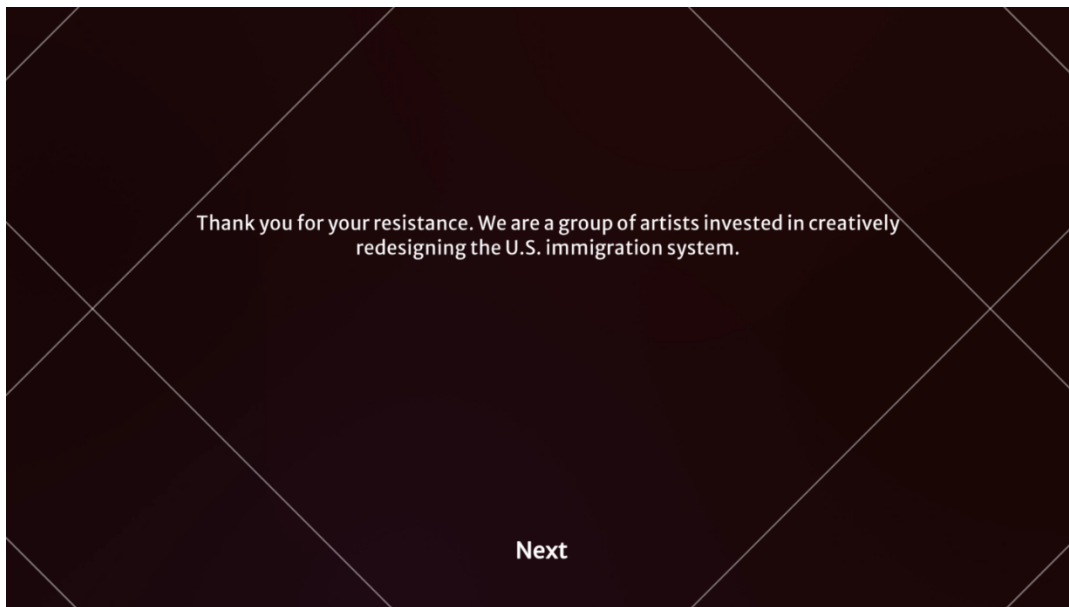 Thank you for your resistance. We are a group of artists invested in creatively
redesigning the U.S. immigration system.
Next